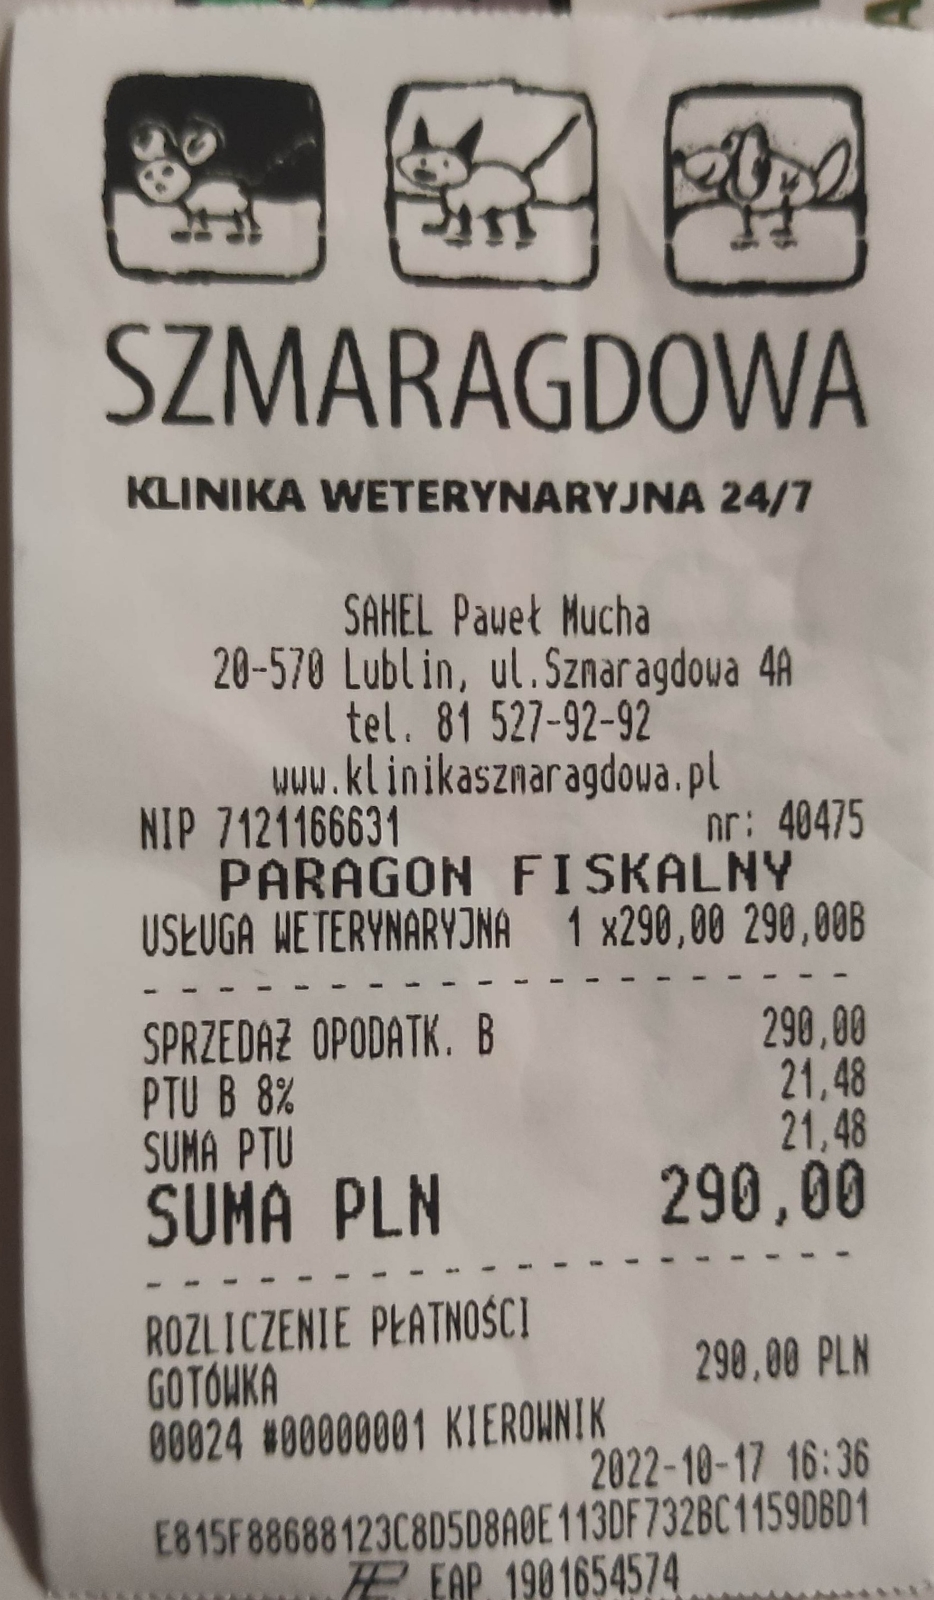 SZMARAGDOWA
KLINIKA WETERYNARYJNA 24/7
SAHEL Paweł Mucha
20-570 Lublin, ul.Szmaragdowa 4A
tel. 81 527-92-92
www.klinikaszmaragdowa.pl
NIP 7121166631 nr: 40475
PARAGON FISKALNY
USŁUGA WETERYNARYJNA 1 x290,00 290,00B
SPRZEDAŻ OPODATK. B 290,00
PTU B 8% 21,48
SUMA PTU 21,48
SUMA PLN 290,00
ROZLICZENIE PŁATNOŚCI
GOTÓWKA 290,00 PLN
00024 #00000001 KIEROWNIK
2022-10-17 16:36
E815F88688123C8D5D8A0E113DF732BC1159DBD1
EAP 1901654574